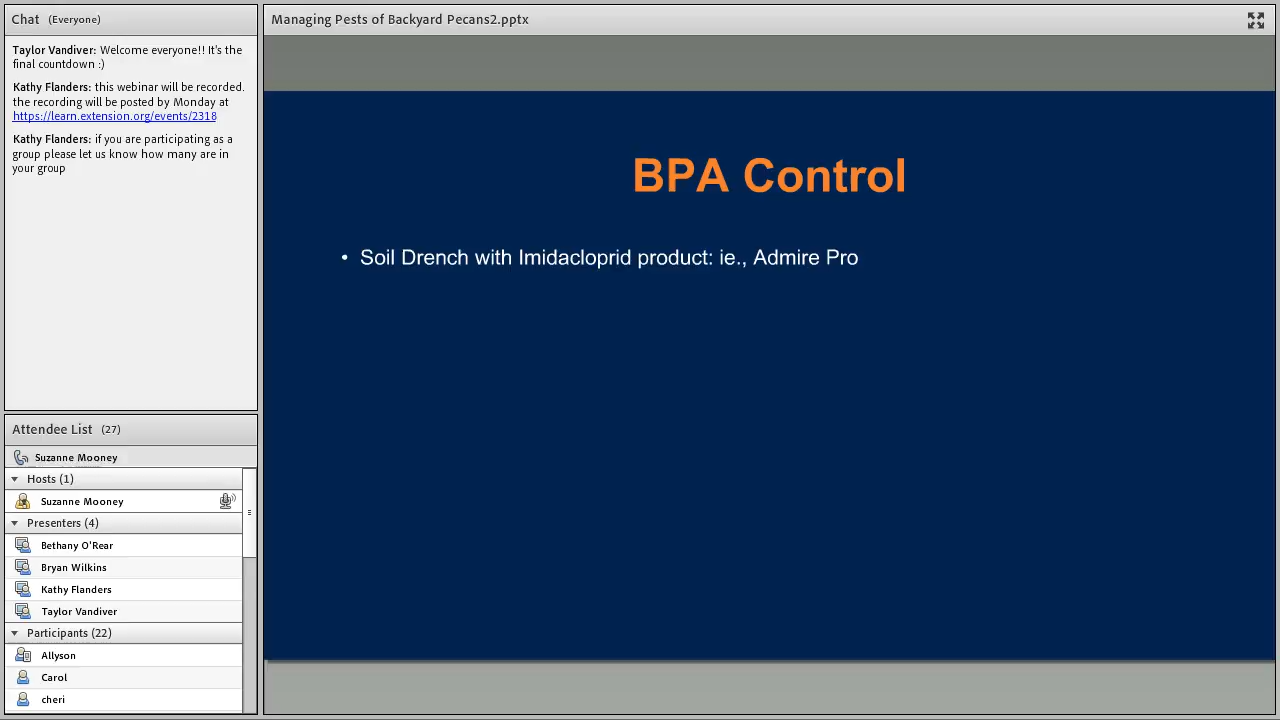 Chat (Everyone)
Taylor Vandiver: Welcome everyone!! It's the
final countdown :)
Kathy Flanders: this webinar will be recorded.
the recording will be posted by Monday at
https://learn.extension.org/events/2318
Kathy Flanders: if you are participating as a
group please let us know how many are in
your group
Attendee List (27)
Suzanne Mooney
Hosts (1)
Suzanne Mooney
Presenters (4)
Bethany O'Rear
Bryan Wilkins
Kathy Flanders
Taylor Vandiver
Participants (22)
Allyson
Carol
cheri
Managing Pests of Backyard Pecans2.pptx
BPA Control
• Soil Drench with Imidacloprid product: ie., Admire Pro